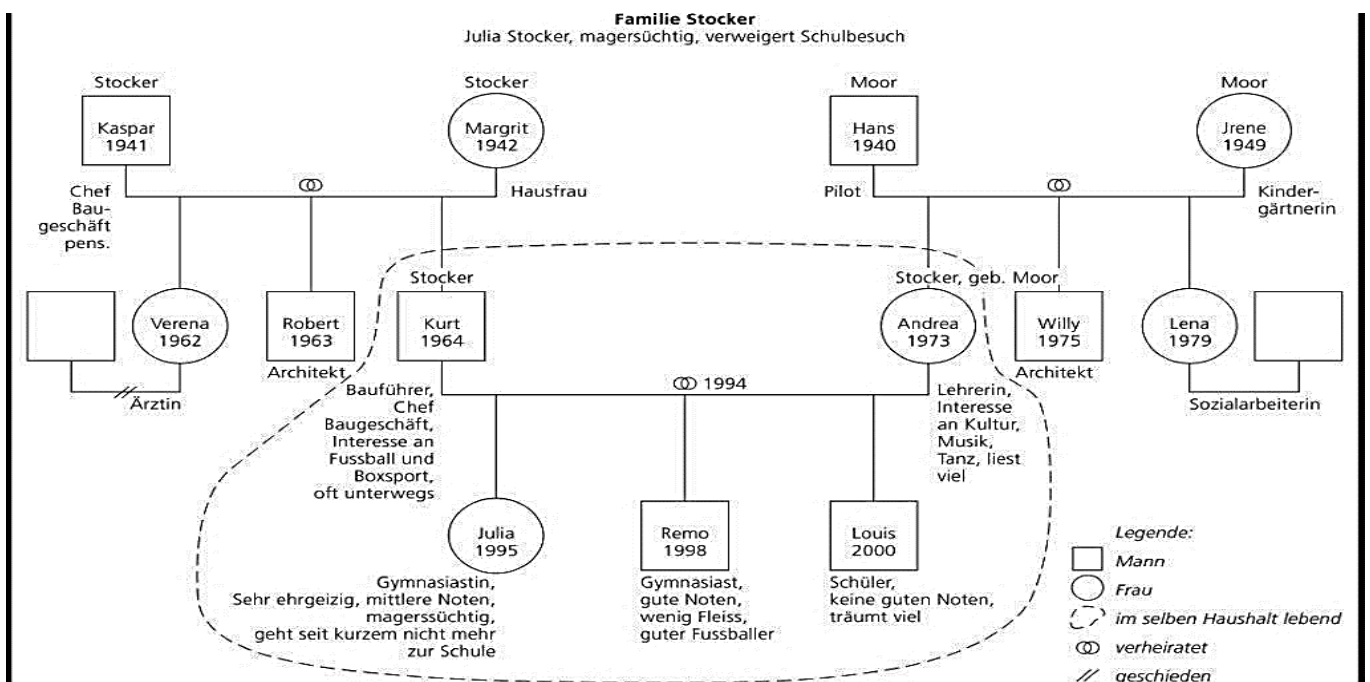 Familie Stocker
Julia Stocker, magersüchtig, verweigert Schulbesuch
Stocker
Kaspar
1941
Stocker
Margrit
1942
Moor
Hans
1940
Moor
Jrene
1949
Chef
Bau-
geschäft
pens.
Hausfrau
Pilot
Kinder-
gärtnerin
Verena
1962
Ärztin
Robert
1963
Architekt
Stocker
Kurt
1964
Stocker, geb. Moor
Andrea
1973
Willy
1975
Architekt
Lena
1979
Sozialarbeiterin
1994
Bauführer,
Chef
Baugeschäft,
Interesse an
Fussball und
Boxsport,
oft unterwegs
Lehrerin,
Interesse
an Kultur,
Musik,
Tanz, liest
viel
Julia
1995
Gymnasiastin,
Sehr ehrgeizig, mittlere Noten,
magerssüchtig,
geht seit kurzem nicht mehr
zur Schule
Remo
1998
Gymnasiast,
gute Noten,
wenig Fleiss,
guter Fussballer
Louis
2000
Schüler,
keine guten Noten,
träumt viel
Legende:
Mann
Frau
im selben Haushalt lebend
verheiratet
geschieden